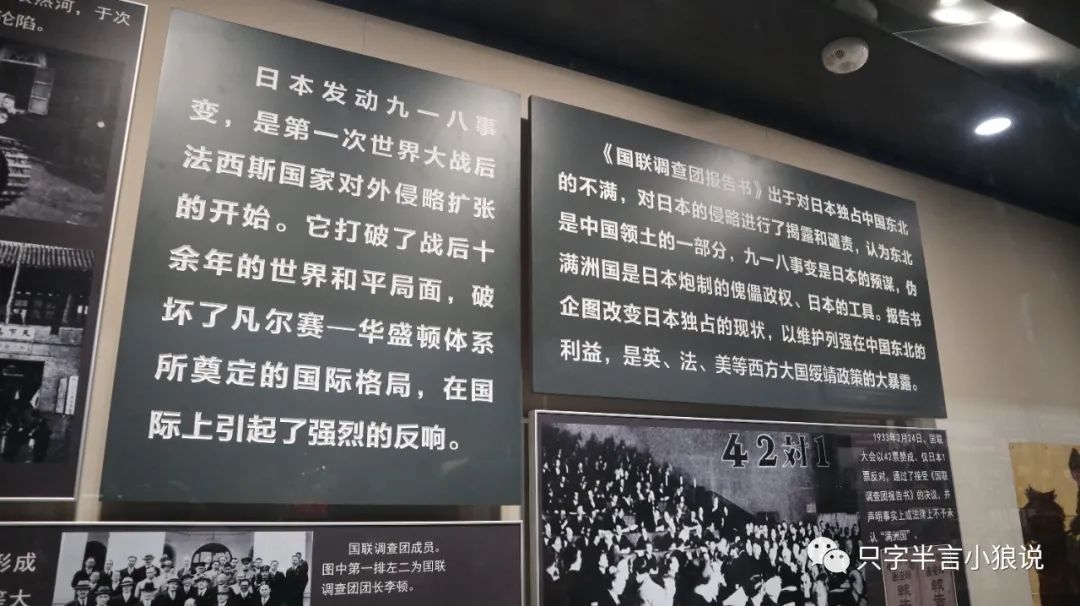 热河，于次
沦陷。
日本发动九一八事
变，是第一次世界大战后
法西斯国家对外侵略扩张
的开始。它打破了战后十
余年的世界和平局面，破
坏了凡尔赛—华盛顿体系
所奠定的国际格局，在国
际上引起了强烈的反响。
《国联调查团报告书》出于对日本独占中国东北
的不满，对日本的侵略进行了揭露和谴责，认为东北
是中国领土的一部分，九一八事变是日本的预谋，伪
满洲国是日本炮制的傀儡政权、日本的工具。报告书
企图改变日本独占的现状，以维护列强在中国东北的
利益，是英、法、美等西方大国绥靖政策的大暴露。
42对1
1933年2月24日，国联
大会以42票赞成、仅日本1
票反对，通过了接受《国联
调查团报告书》的决议，并
声明事实上或法律上不予承
认“满洲国”。
形成
大
国联调查团成员。
图中第一排左二为国联
调查团团长李顿。
只字半言小狼说